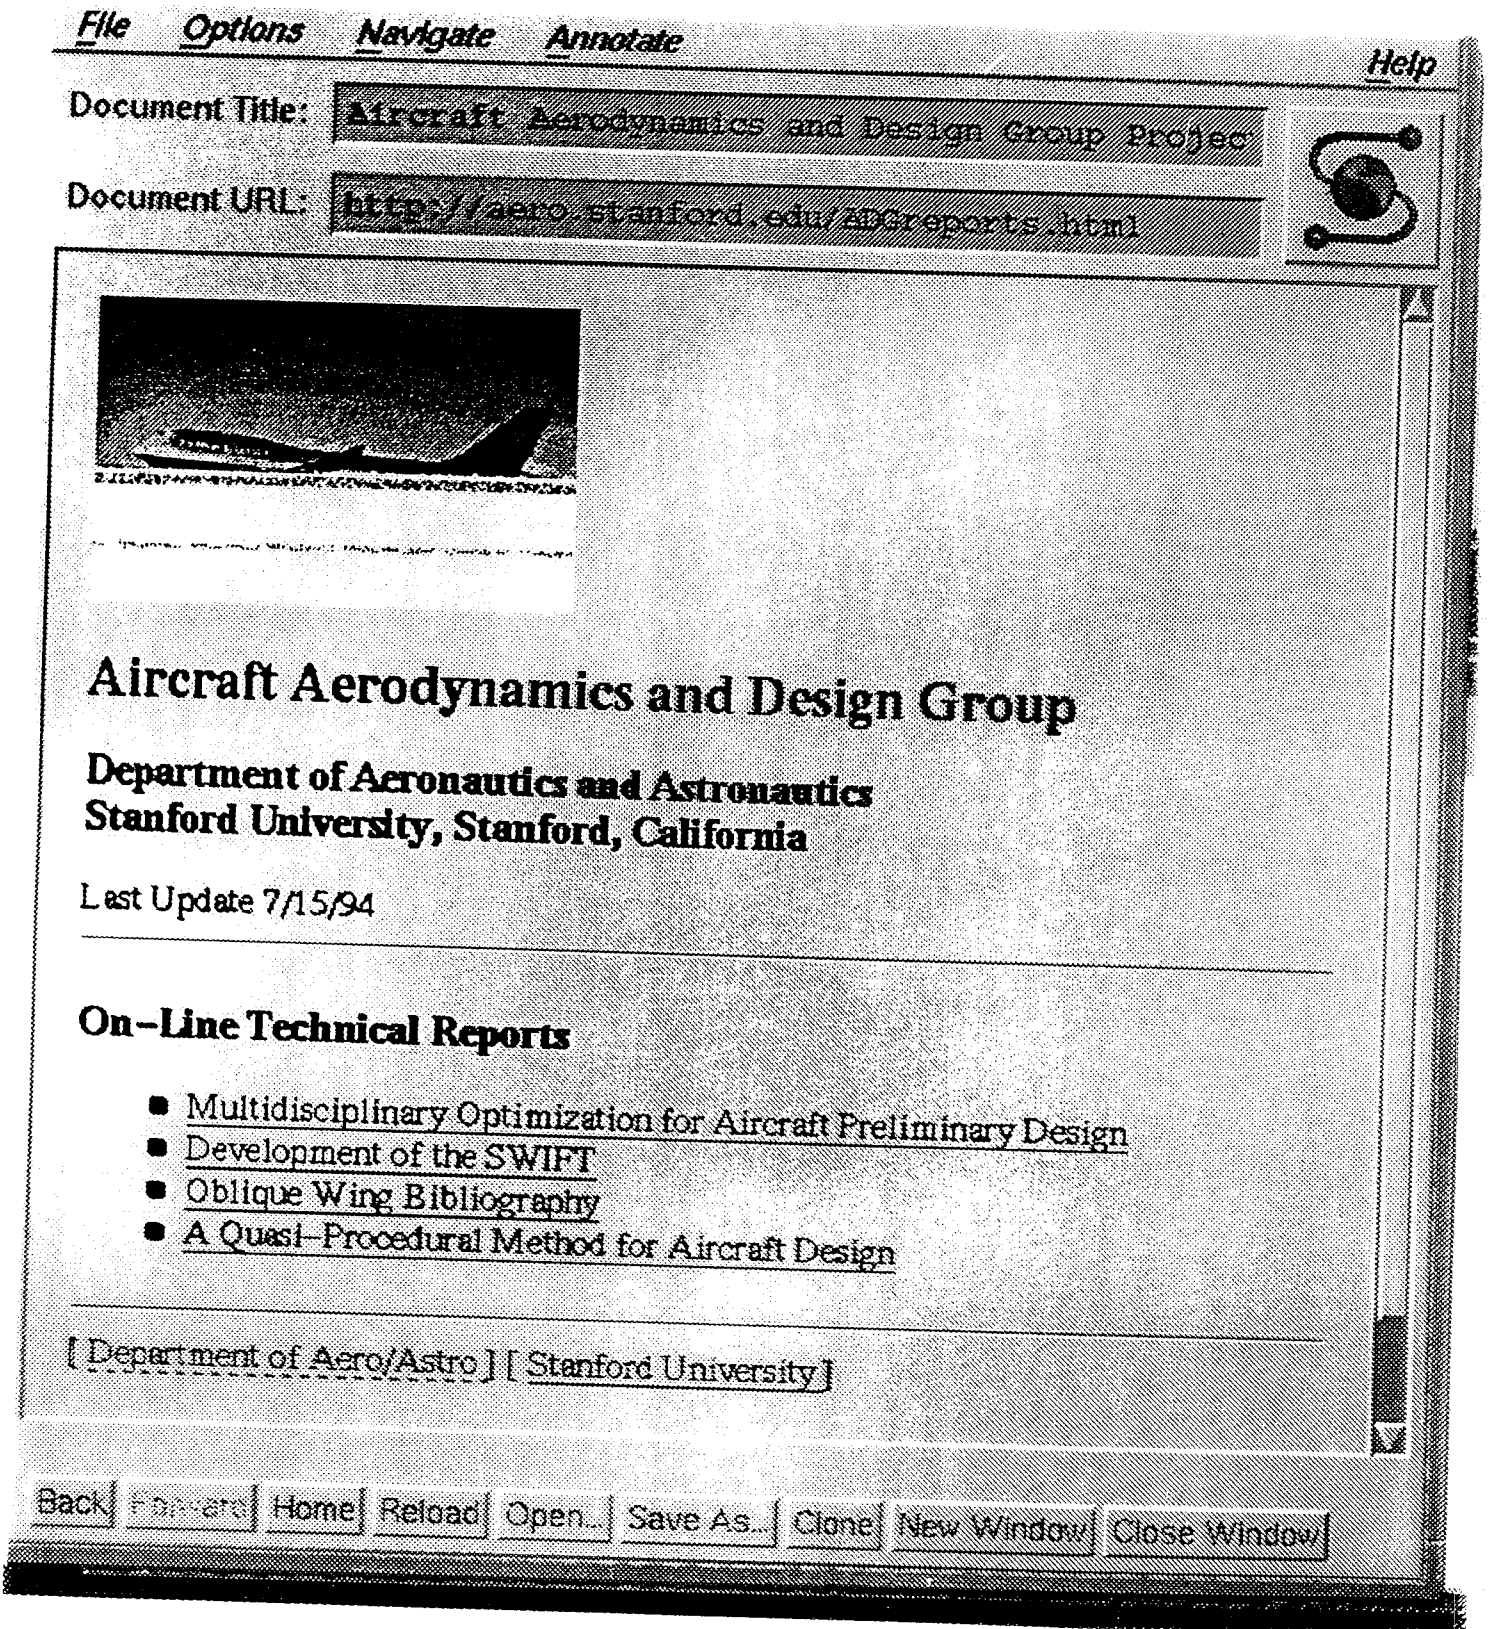 File Options Navigate Annotate Help
Document Title: Aircraft Aerodynamics and Design Group Projec
Document URL: http://aero.stanford.edu/ADGreports.html
Aircraft Aerodynamics and Design Group
Department of Aeronautics and Astronautics
Stanford University, Stanford, California
Last Update 7/15/94
On-Line Technical Reports
Multidisciplinary Optimization for Aircraft Preliminary Design
Development of the SWIFT
Oblique Wing Bibliography
A Quasi-Procedural Method for Aircraft Design
[ Department of Aero/Astro ] [ Stanford University ]
Back Forward Home Reload Open... Save As... Clone New Window Close Window